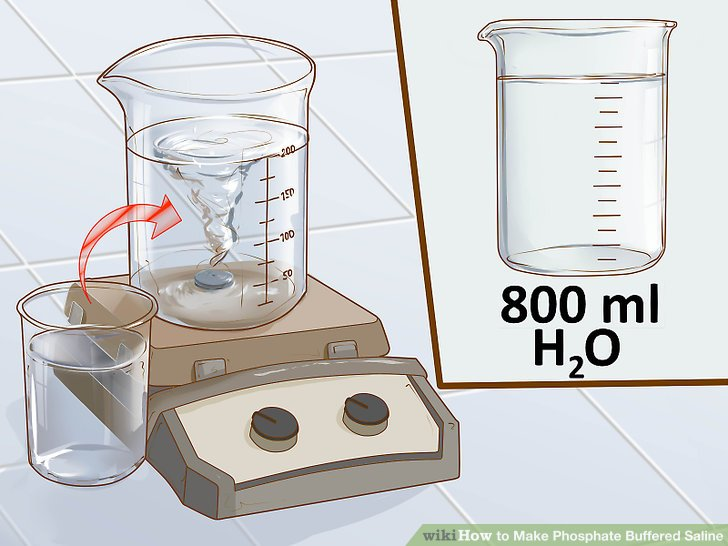 200
150
100
50
800 ml
H₂O
wikiHow to Make Phosphate Buffered Saline